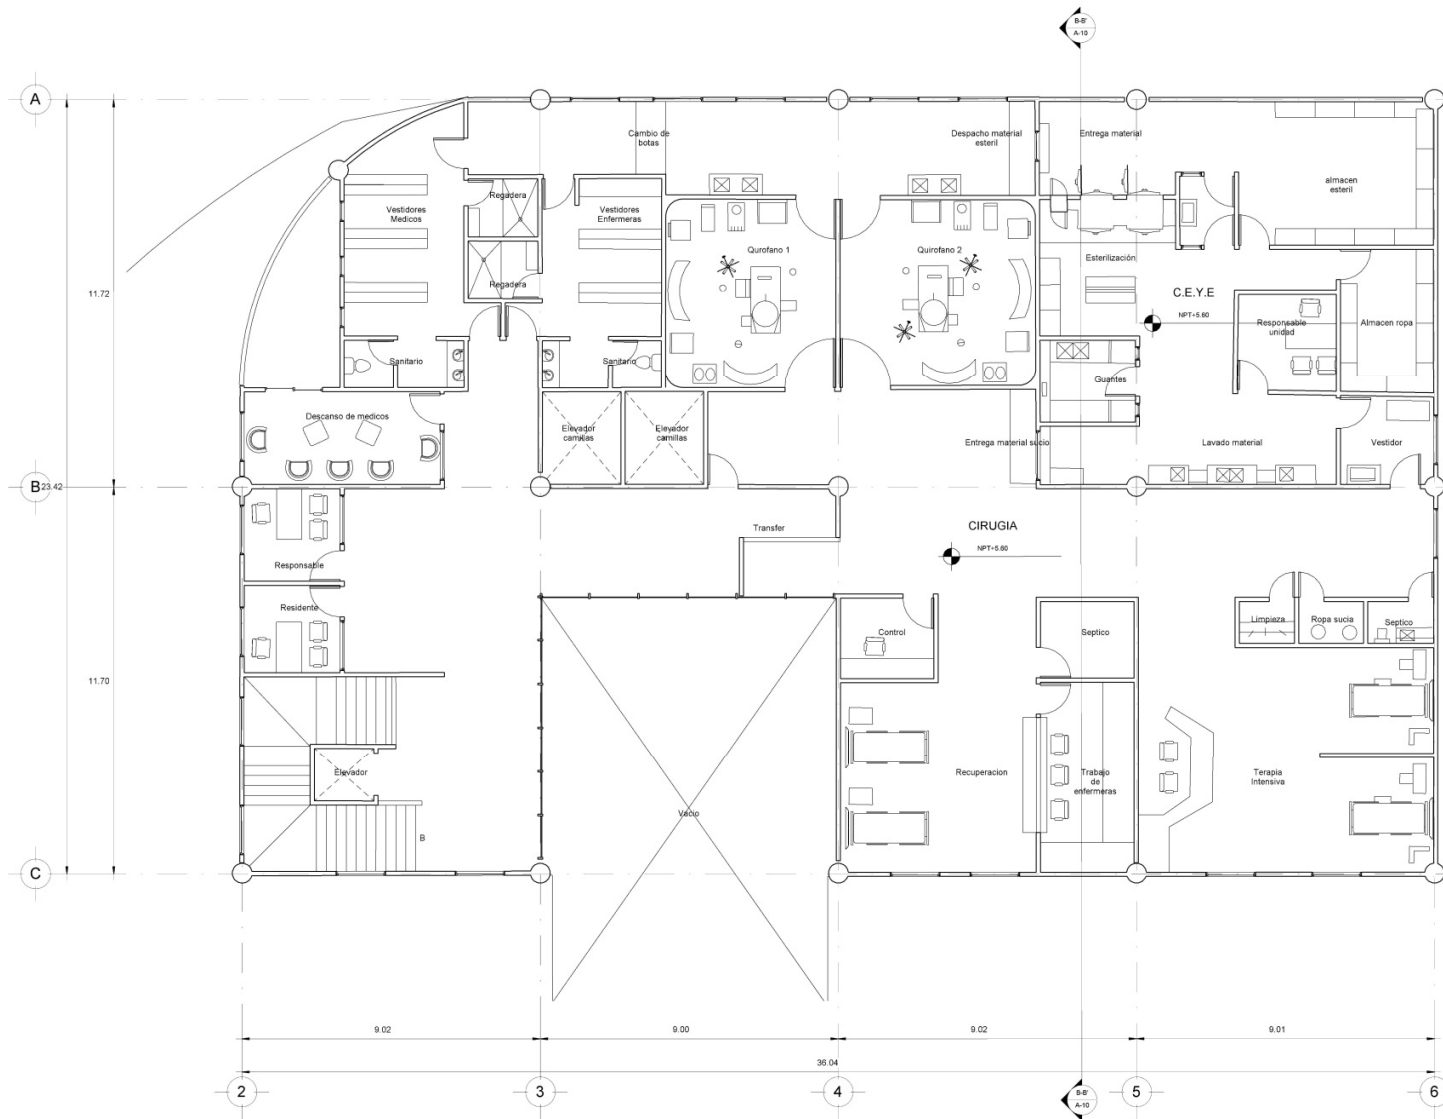 B-B'
A-10
A
Cambio de
botas
Despacho material
esteril
Entrega material
almacen
esteril
Regadera
Vestidores
Medicos
Vestidores
Enfermeras
Qurofano 1
Quirofano 2
Esterilización
Regadera
C.E.Y.E
11.72
NPT+5.60
Responsable
unidad
Almacen ropa
Sanitario
Sanitario
Guantes
Descanso de medicos
Elevador
camillas
Elevador
camillas
Entrega material sucio
Lavado material
Vestidor
B
23.42
Transfer
CIRUGIA
NPT+5.60
Responsable
Residente
Control
Septico
Limpieza
Ropa sucia
Septico
11.70
Elevador
Recuperacion
Trabajo
de
enfermeras
Terapia
Intensiva
Vacio
B
C
9.02
9.00
9.02
9.01
36.04
2
3
4
B-B'
A-10
5
6